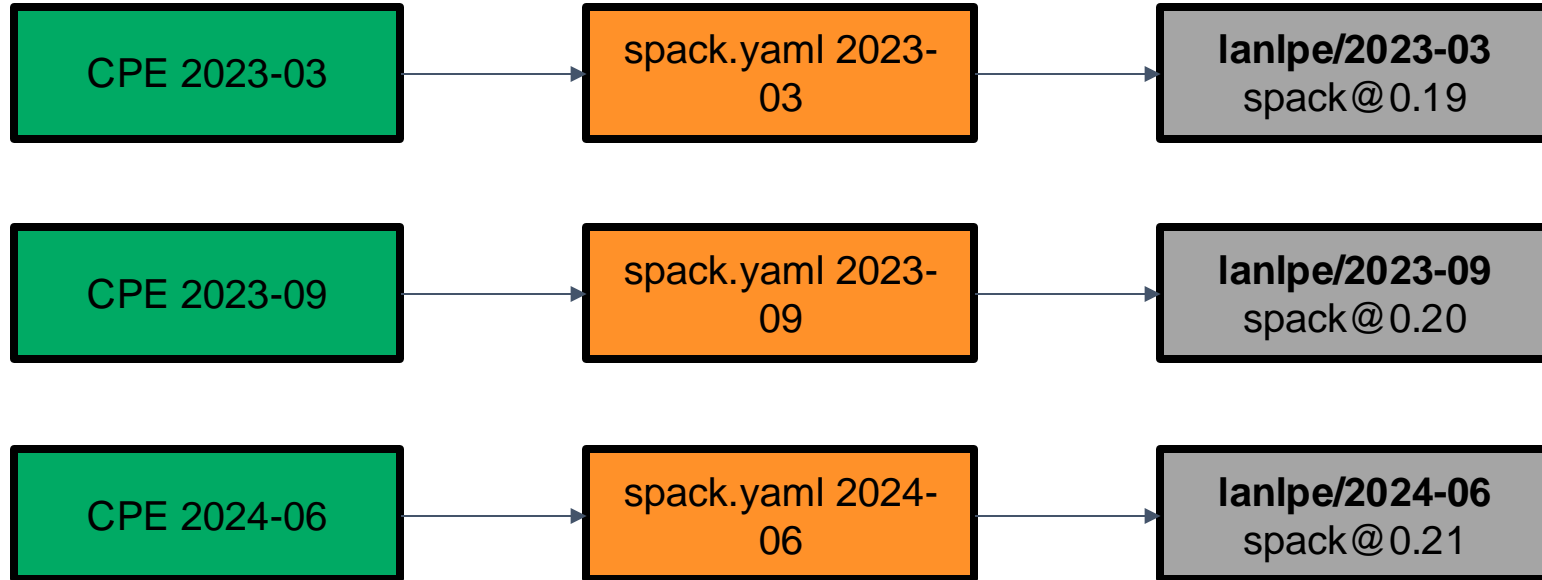 CPE 2023-03
spack.yaml 2023-
03
lanlpe/2023-03
spack@0.19
CPE 2023-09
spack.yaml 2023-
09
lanlpe/2023-09
spack@0.20
CPE 2024-06
spack.yaml 2024-
06
lanlpe/2024-06
spack@0.21